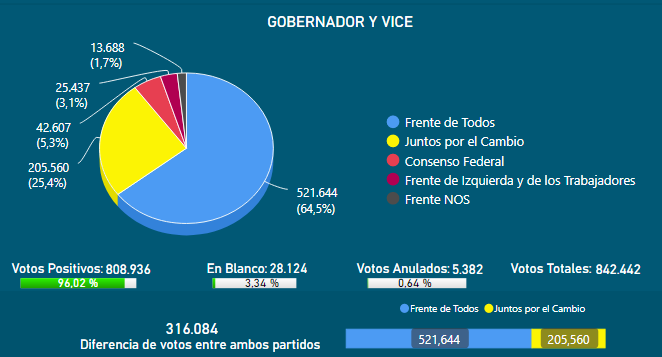 GOBERNADOR Y VICE
13.688
(1,7%)
25.437
(3,1%)
42.607
(5,3%)
205.560
(25,4%)
521.644
(64,5%)
Frente de Todos
Juntos por el Cambio
Consenso Federal
Frente de Izquierda y de los Trabajadores
Frente NOS
Votos Positivos: 808.936
96,02 %
En Blanco: 28.124
3,34 %
Votos Anulados: 5.382
0,64 %
Votos Totales: 842.442
316.084
Diferencia de votos entre ambos partidos
Frente de Todos Juntos por el Cambio
521,644 205,560